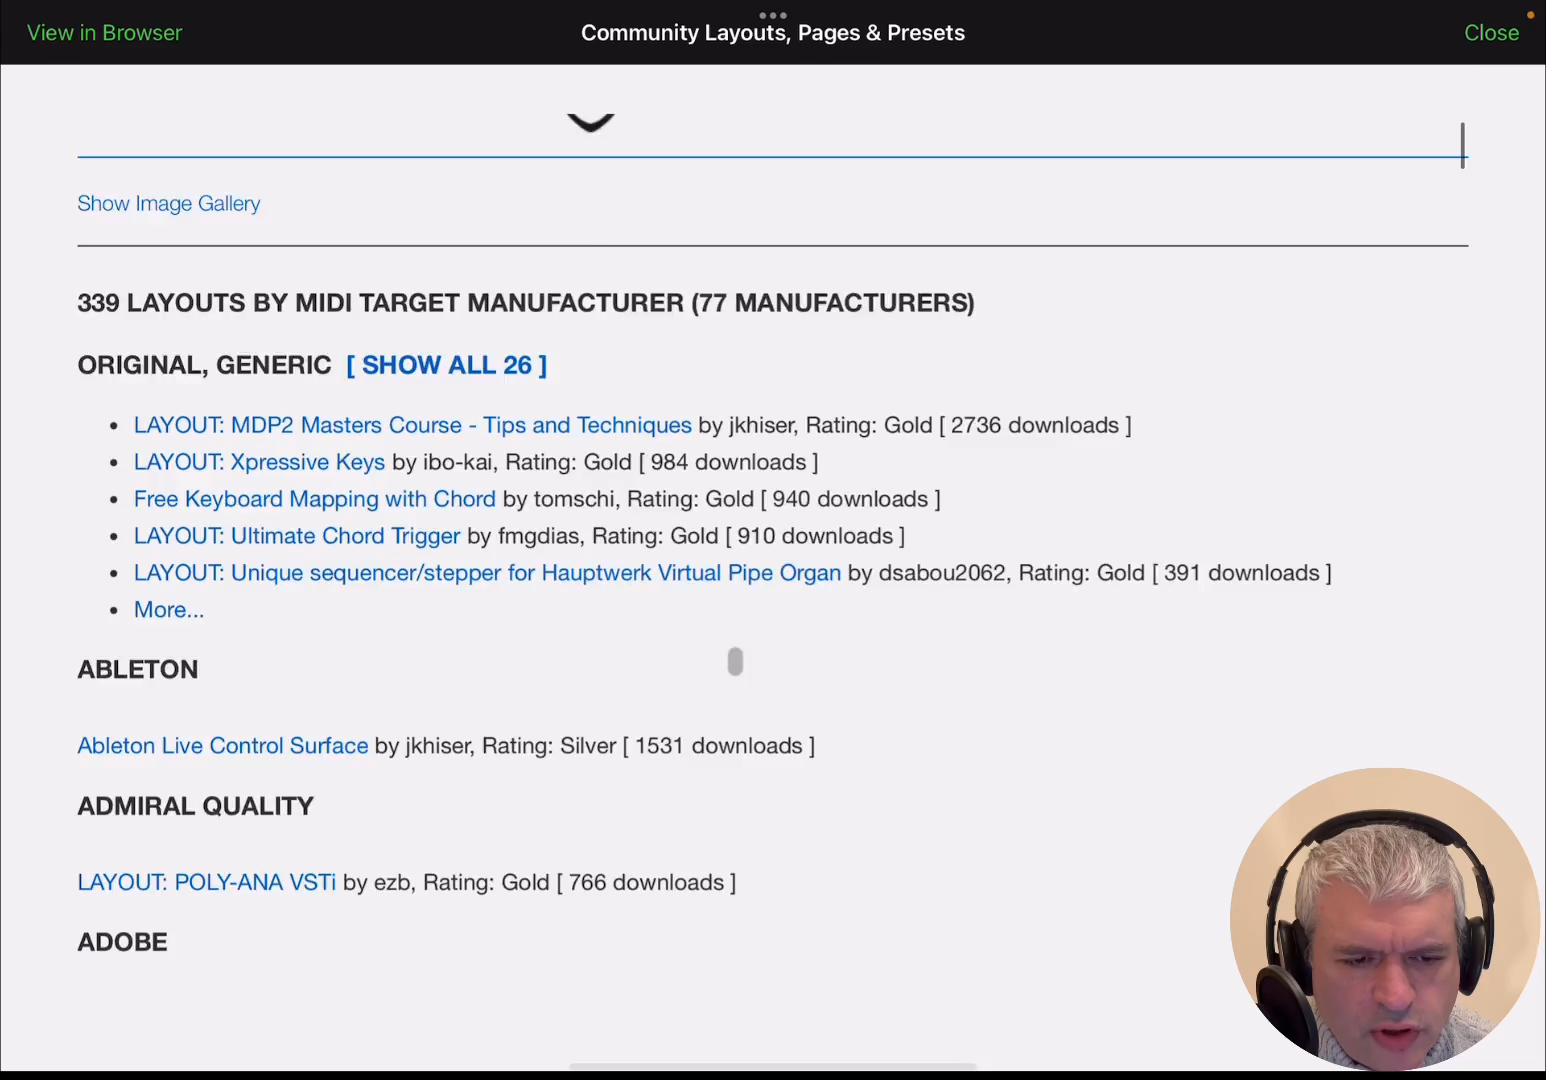 View in Browser
Community Layouts, Pages & Presets
Close
Show Image Gallery
339 LAYOUTS BY MIDI TARGET MANUFACTURER (77 MANUFACTURERS)
ORIGINAL, GENERIC [ SHOW ALL 26 ]
LAYOUT: MDP2 Masters Course - Tips and Techniques by jkhiser, Rating: Gold [ 2736 downloads ]
LAYOUT: Xpressive Keys by ibo-kai, Rating: Gold [ 984 downloads ]
Free Keyboard Mapping with Chord by tomschi, Rating: Gold [ 940 downloads ]
LAYOUT: Ultimate Chord Trigger by fmgdias, Rating: Gold [ 910 downloads ]
LAYOUT: Unique sequencer/stepper for Hauptwerk Virtual Pipe Organ by dsabou2062, Rating: Gold [ 391 downloads ]
More...
ABLETON
Ableton Live Control Surface by jkhiser, Rating: Silver [ 1531 downloads ]
ADMIRAL QUALITY
LAYOUT: POLY-ANA VSTi by ezb, Rating: Gold [ 766 downloads ]
ADOBE